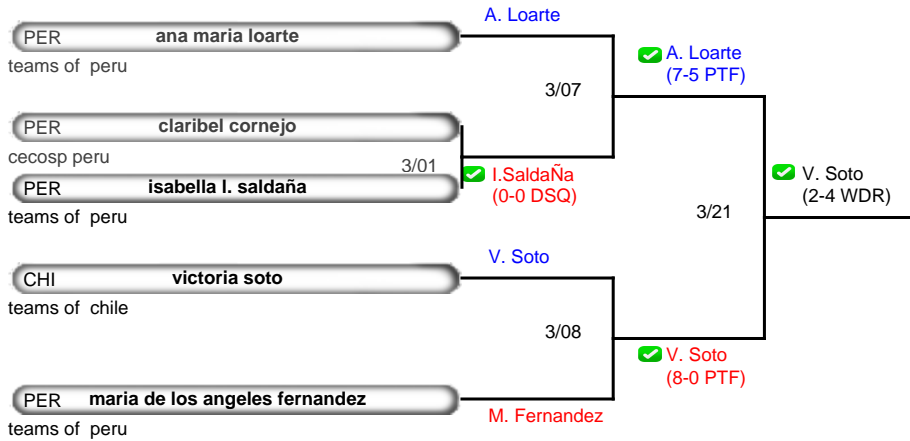 A. Loarte
PER ana maria loarte
teams of peru
A. Loarte
(7-5 PTF)
3/07
PER claribel cornejo
cecosp peru
3/01
I.SaldaÑa
(0-0 DSQ)
PER isabella l. saldaña
teams of peru
V. Soto
(2-4 WDR)
3/21
V. Soto
CHI victoria soto
teams of chile
3/08
V. Soto
(8-0 PTF)
PER maria de los angeles fernandez
M. Fernandez
teams of peru